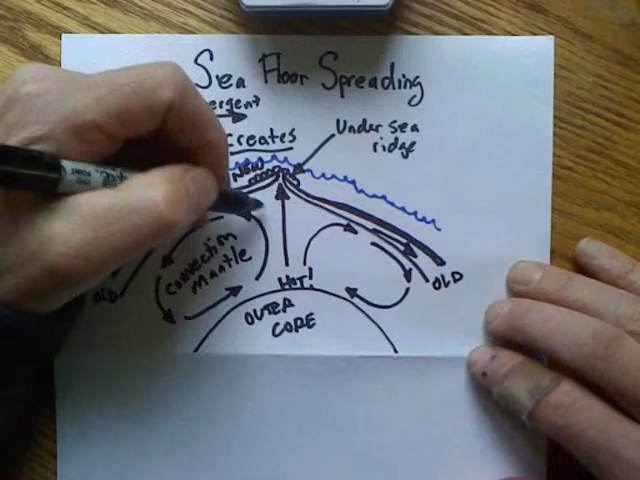 Sea Floor Spreading
ergent
creates
Under sea
ridge
NEW
convection
mantle
HOT!
OLD
OLD
OUTER
CORE